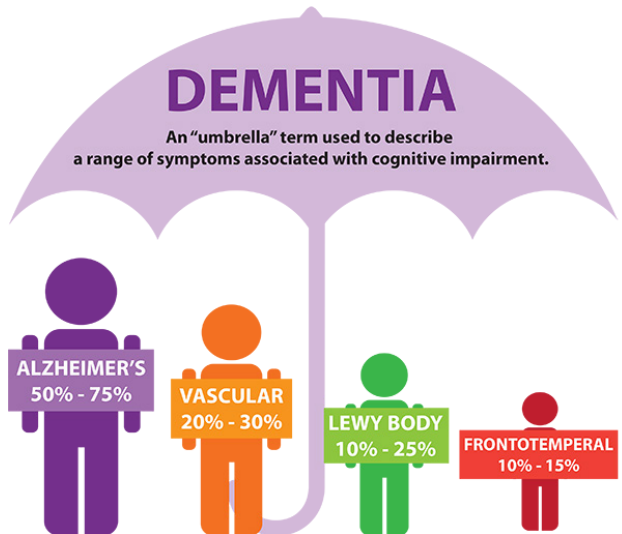 DEMENTIA
An “umbrella” term used to describe
a range of symptoms associated with cognitive impairment.
ALZHEIMER’S
50% - 75%
VASCULAR
20% - 30%
LEWY BODY
10% - 25%
FRONTOTEMPERAL
10% - 15%